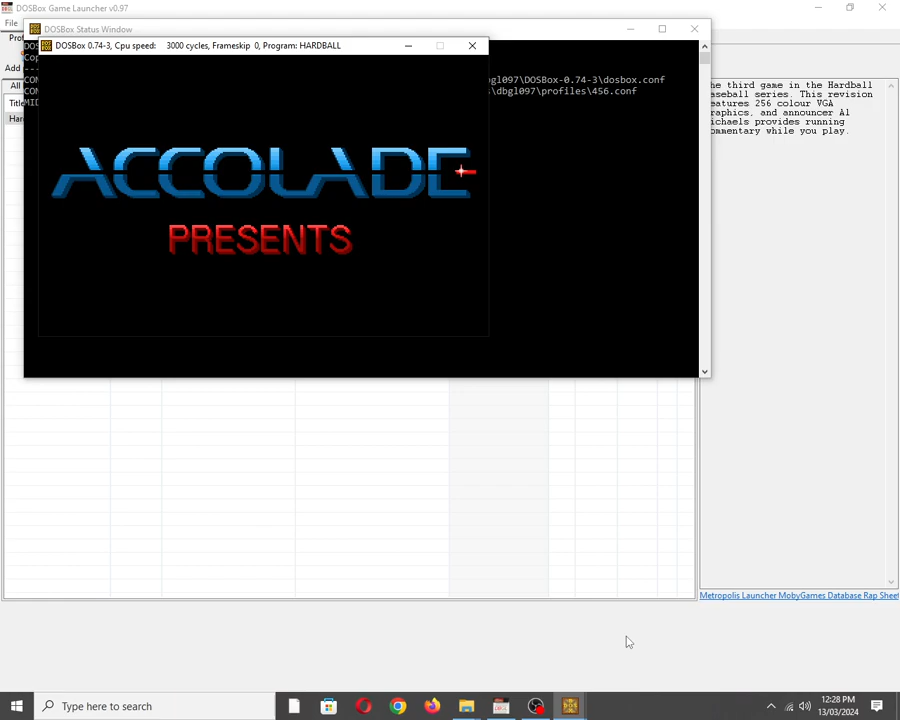 DOSBox Game Launcher v0.97
File
DOSBox Status Window
DOSBox 0.74-3, Cpu speed: 3000 cycles, Frameskip 0, Program: HARDBALL
ACCOLADE
PRESENTS
bgl097\DOSBox-0.74-3\dosbox.conf
s\dbgl097\profiles\456.conf
Add
All
Title
he third game in the Hardball
aseball series. This revision
eatures 256 colour VGA
raphics, and announcer Al
ichaels provides running
ommentary while you play.
Metropolis Launcher MobyGames Database Rap Sheet
Type here to search
12:28 PM
13/03/2024